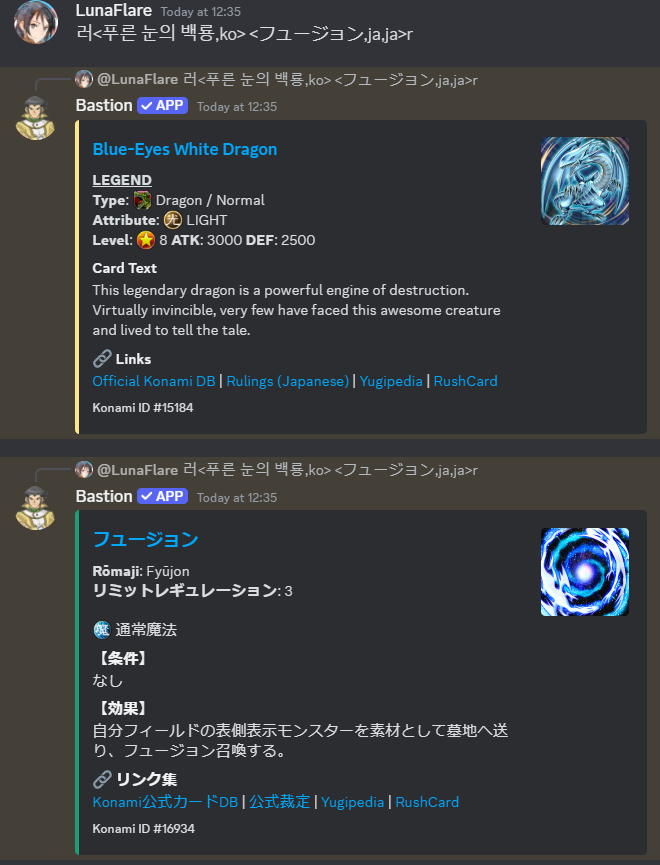 LunaFlare Today at 12:35
러<푸른 눈의 백룡,ko> <フュージョン,ja,ja>r
@LunaFlare 러<푸른 눈의 백룡,ko> <フュージョン,ja,ja>r
Bastion APP Today at 12:35
Blue-Eyes White Dragon
LEGEND
Type: Dragon / Normal
Attribute: 光 LIGHT
Level: 8 ATK: 3000 DEF: 2500
Card Text
This legendary dragon is a powerful engine of destruction.
Virtually invincible, very few have faced this awesome creature
and lived to tell the tale.
Links
Official Konami DB | Rulings (Japanese) | Yugipedia | RushCard
Konami ID #15184
@LunaFlare 러<푸른 눈의 백룡,ko> <フュージョン,ja,ja>r
Bastion APP Today at 12:35
フュージョン
Rōmaji: Fyūjon
リミットレギュレーション: 3
魔 通常魔法
【条件】
なし
【効果】
自分フィールドの表側表示モンスターを素材として墓地へ送
り、フュージョン召喚する。
リンク集
Konami公式カードDB | 公式裁定 | Yugipedia | RushCard
Konami ID #16934